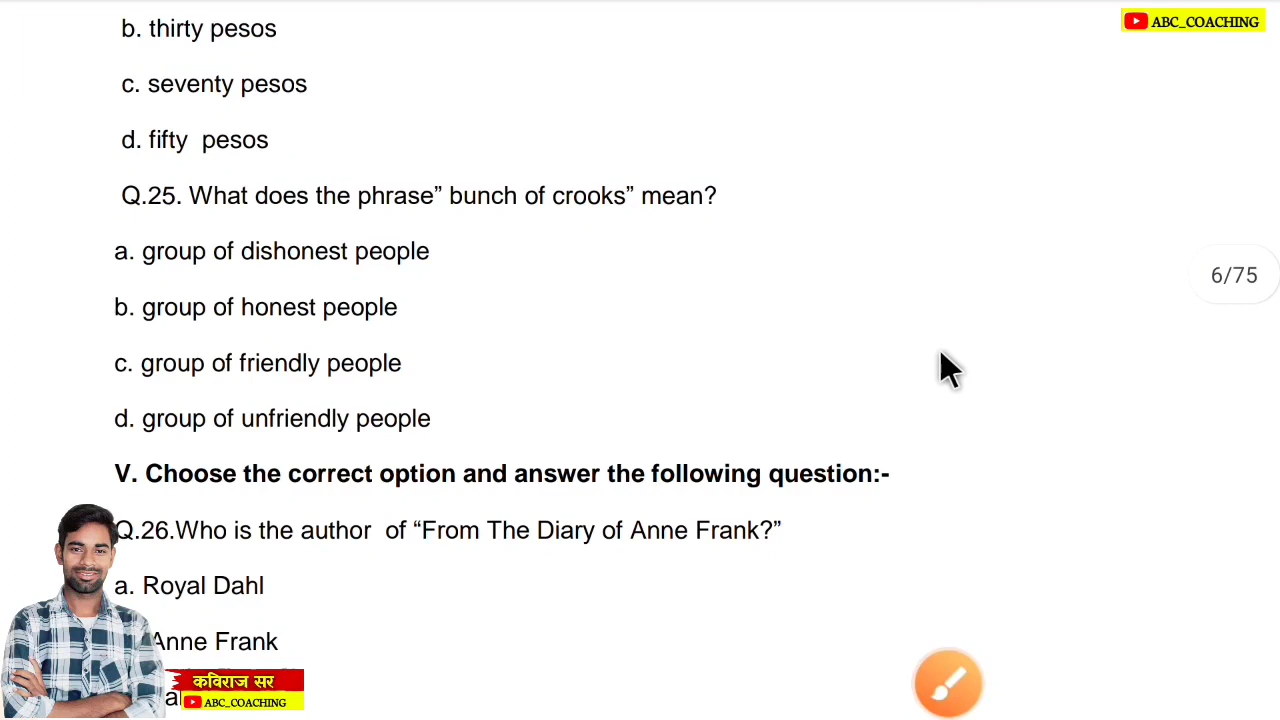 b. thirty pesos
ABC_COACHING
c. seventy pesos
d. fifty  pesos
Q.25. What does the phrase” bunch of crooks” mean?
a. group of dishonest people
6/75
b. group of honest people
c. group of friendly people
d. group of unfriendly people
V. Choose the correct option and answer the following question:-
Q.26.Who is the author  of “From The Diary of Anne Frank?”
a. Royal Dahl
Anne Frank
कविराज सर
ABC_COACHING